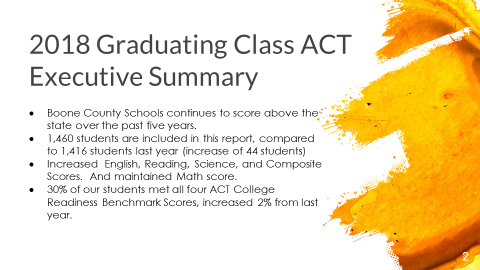 2018 Graduating Class ACT
Executive Summary
• Boone County Schools continues to score above the
state over the past five years.
• 1,460 students are included in this report, compared
to 1,416 students last year (increase of 44 students)
• Increased English, Reading, Science, and Composite
Scores. And maintained Math score.
• 30% of our students met all four ACT College
Readiness Benchmark Scores, increased 2% from last
year.
2